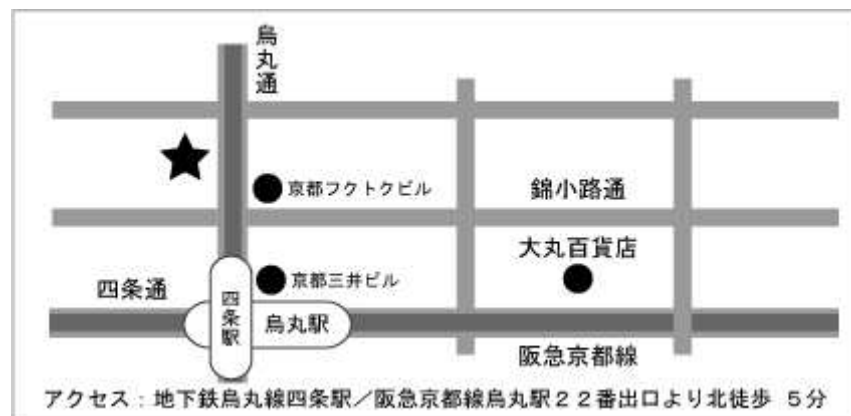 烏丸通
京都フクトクビル
錦小路通
大丸百貨店
京都三井ビル
四条通
四条駅
烏丸駅
阪急京都線
アクセス：地下鉄烏丸線四条駅／阪急京都線烏丸駅２２番出口より北徒歩 ５分